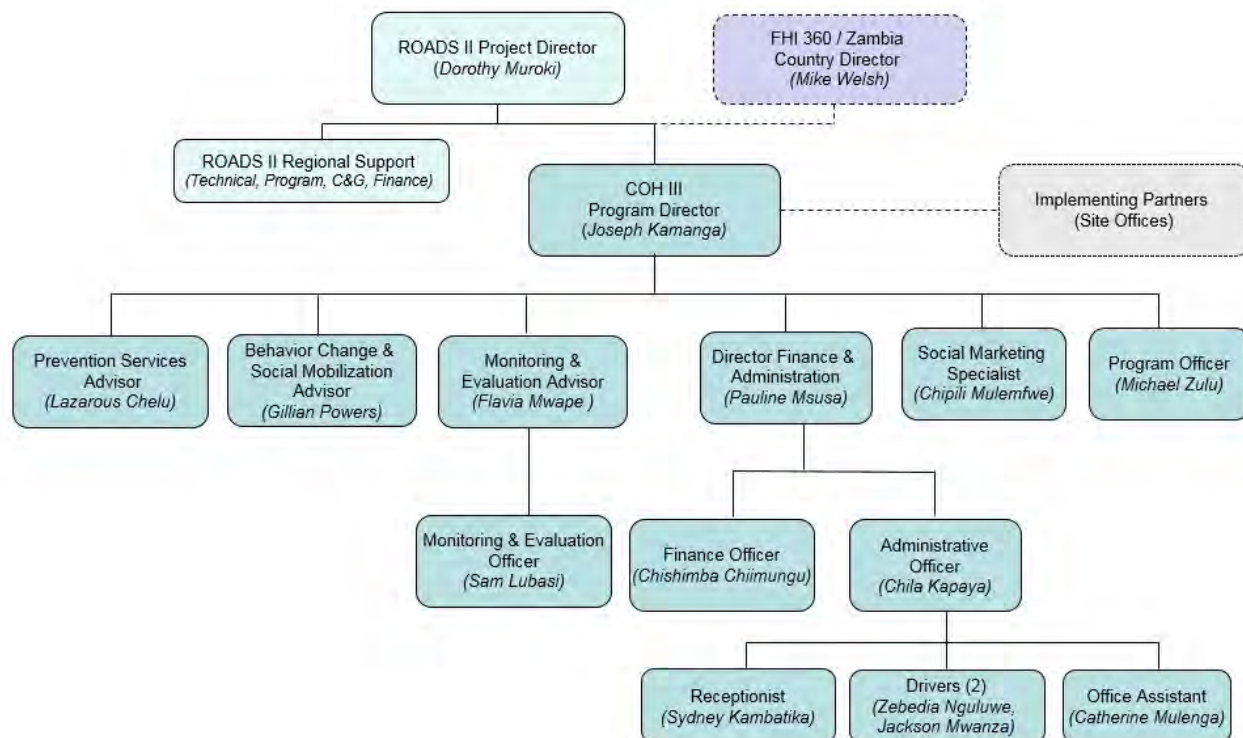 ROADS II Project Director
(Dorothy Muroki)
FHI 360 / Zambia
Country Director
(Mike Welsh)
ROADS II Regional Support
(Technical, Program, C&G, Finance)
COH III
Program Director
(Joseph Kamanga)
Implementing Partners
(Site Offices)
Prevention Services
Advisor
(Lazarous Chelu)
Behavior Change &
Social Mobilization
Advisor
(Gillian Powers)
Monitoring &
Evaluation Advisor
(Flavia Mwape )
Director Finance &
Administration
(Pauline Msusa)
Social Marketing
Specialist
(Chipili Mulemfwe)
Program Officer
(Michael Zulu)
Monitoring & Evaluation
Officer
(Sam Lubasi)
Finance Officer
(Chishimba Chiimungu)
Administrative
Officer
(Chila Kapaya)
Receptionist
(Sydney Kambatika)
Drivers (2)
(Zebedia Nguluwe,
Jackson Mwanza)
Office Assistant
(Catherine Mulenga)